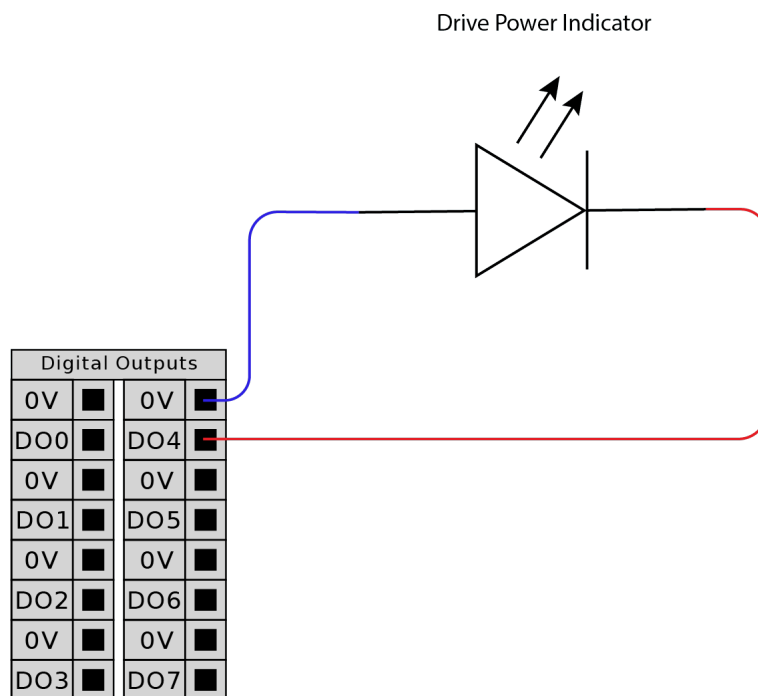 Drive Power Indicator
Digital Outputs
0V 0V
DO0 DO4
0V 0V
DO1 DO5
0V 0V
DO2 DO6
0V 0V
DO3 DO7